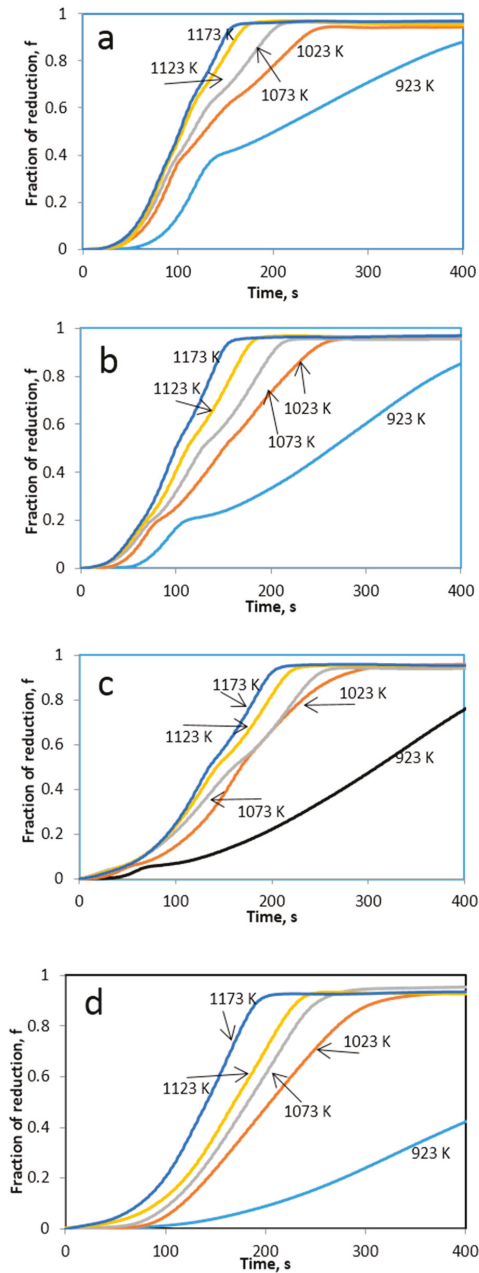 a
1
0.8
0.6
0.4
0.2
0
Fraction of reduction, f
1173 K
1123 K
1023 K
1073 K
923 K
0 100 200 300 400
Time, s
b
1
0.8
0.6
0.4
0.2
0
Fraction of reduction, f
1173 K
1123 K
1023 K
923 K
1073 K
0 100 200 300 400
Time, s
c
1
0.8
0.6
0.4
0.2
0
Fraction of reduction, f
1173 K
1023 K
1123 K
923 K
1073 K
0 100 200 300 400
Time, s
d
1
0.8
0.6
0.4
0.2
0
Fraction of reduction, f
1173 K
1023 K
1123 K
1073 K
923 K
0 100 200 300 400
Time, s